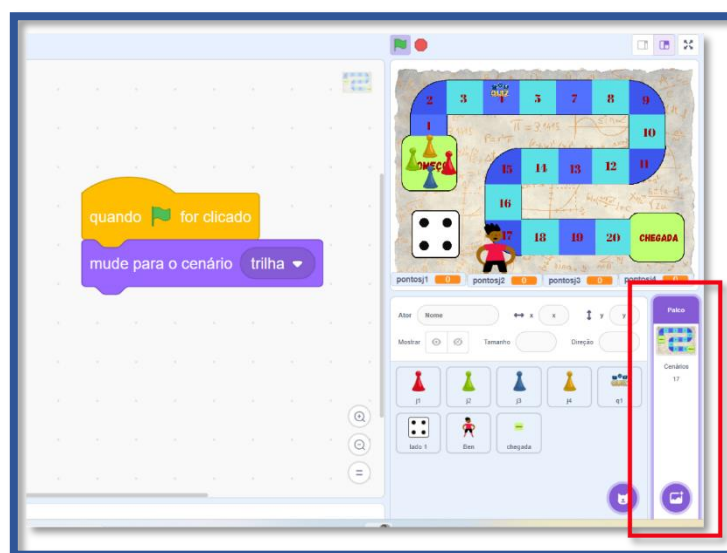 quando for clicado
mude para o cenário trilha
2 3 4 5 7 8 9
QUIZ
1 10
COMEÇO
15 14 13 12 11
16
17 18 19 20 CHEGADA
pontosj1 0 pontosj2 0 pontosj3 0 pontosj4 0
Ator Nome x x y y
Mostrar Tamanho Direção
Palco
Cenários
17
j1 j2 j3 j4 q1
lado 1 Ben chegada